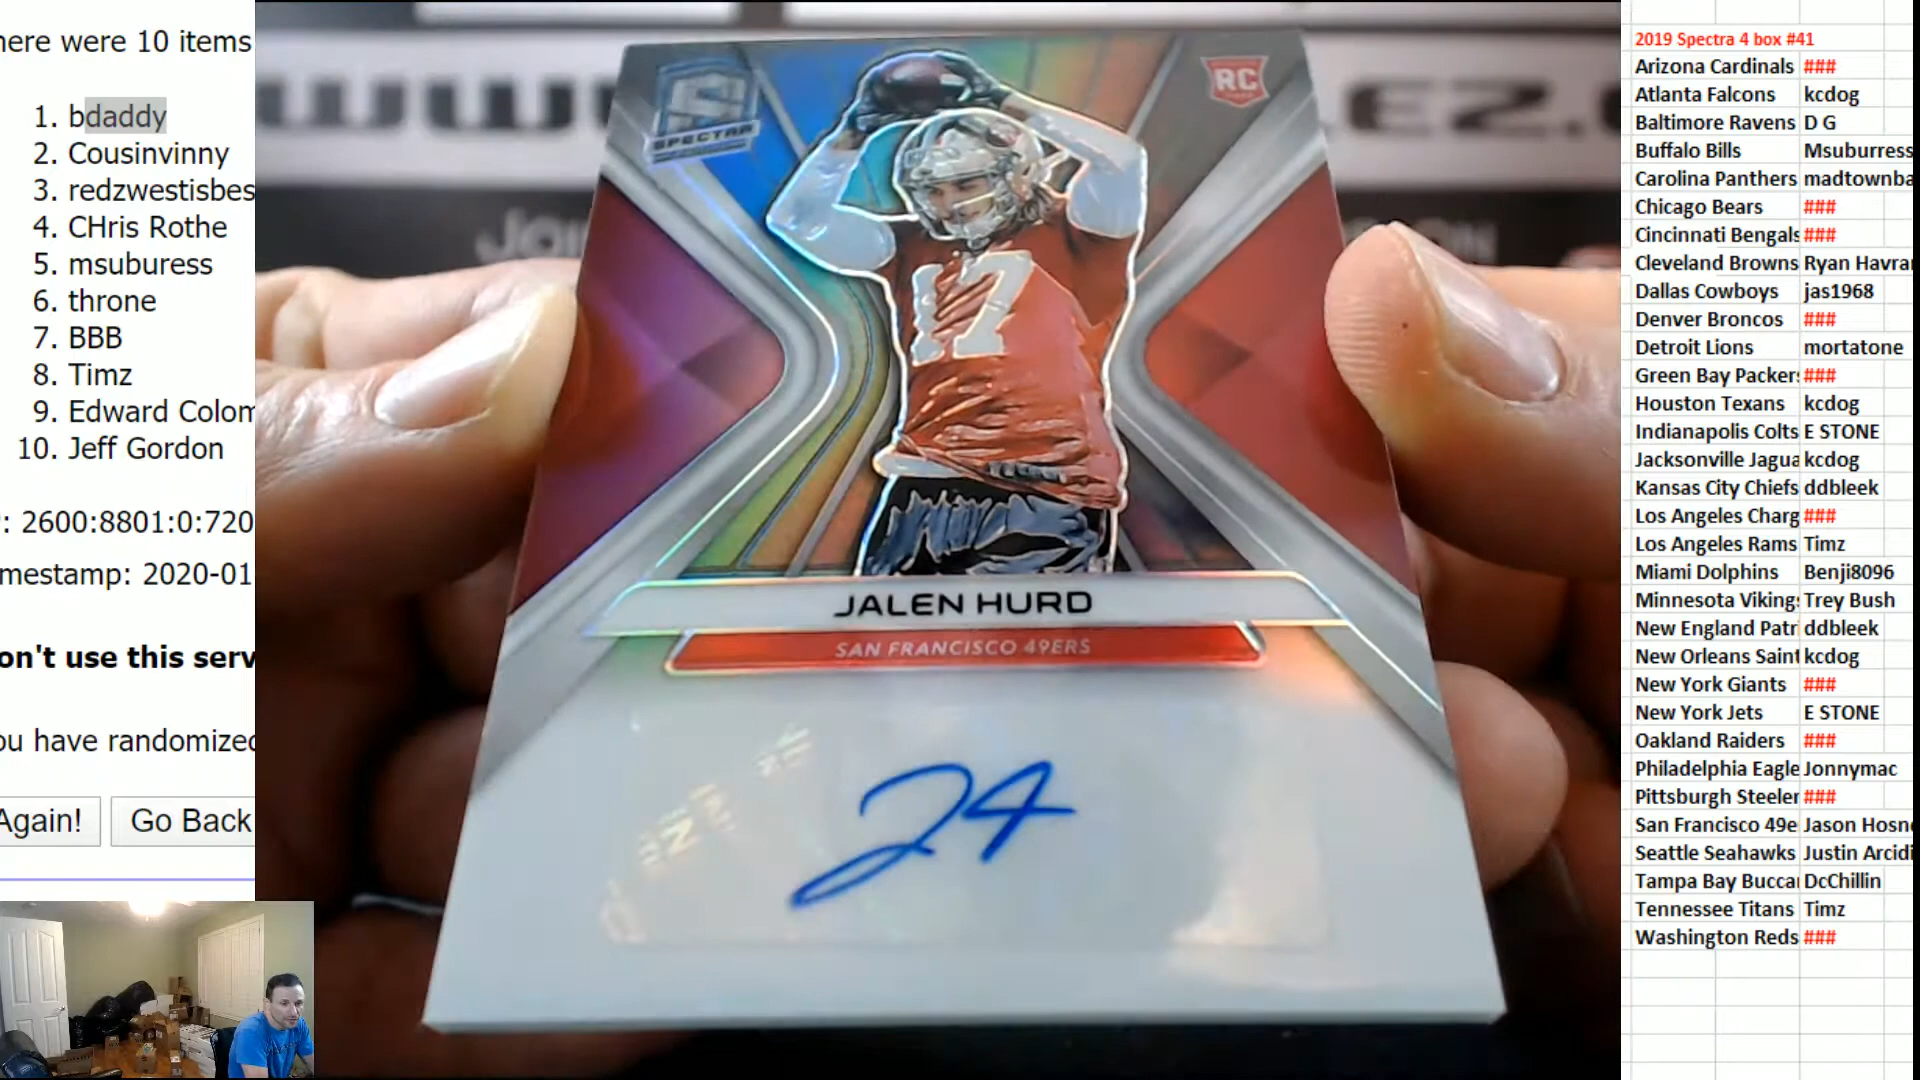 here were 10 items
1. bdaddy
2. Cousinvinny
3. redzwestisbes
4. CHris Rothe
5. msuburess
6. throne
7. BBB
8. Timz
9. Edward Colom
10. Jeff Gordon
: 2600:8801:0:720
mestamp: 2020-01
on't use this serv
ou have randomized
Again!
Go Back
SPECTRA
RC
17
JALEN HURD
SAN FRANCISCO 49ERS
2019 Spectra 4 box #41
Arizona Cardinals ###
Atlanta Falcons kcdog
Baltimore Ravens D G
Buffalo Bills Msuburress
Carolina Panthers madtownba
Chicago Bears ###
Cincinnati Bengals ###
Cleveland Browns Ryan Havra
Dallas Cowboys jas1968
Denver Broncos ###
Detroit Lions mortatone
Green Bay Packers ###
Houston Texans kcdog
Indianapolis Colts E STONE
Jacksonville Jagua kcdog
Kansas City Chiefs ddbleek
Los Angeles Charg ###
Los Angeles Rams Timz
Miami Dolphins Benji8096
Minnesota Vikings Trey Bush
New England Patri ddbleek
New Orleans Saint kcdog
New York Giants ###
New York Jets E STONE
Oakland Raiders ###
Philadelphia Eagle Jonnymac
Pittsburgh Steeler ###
San Francisco 49e Jason Hosn
Seattle Seahawks Justin Arcidi
Tampa Bay Bucca DcChillin
Tennessee Titans Timz
Washington Reds ###